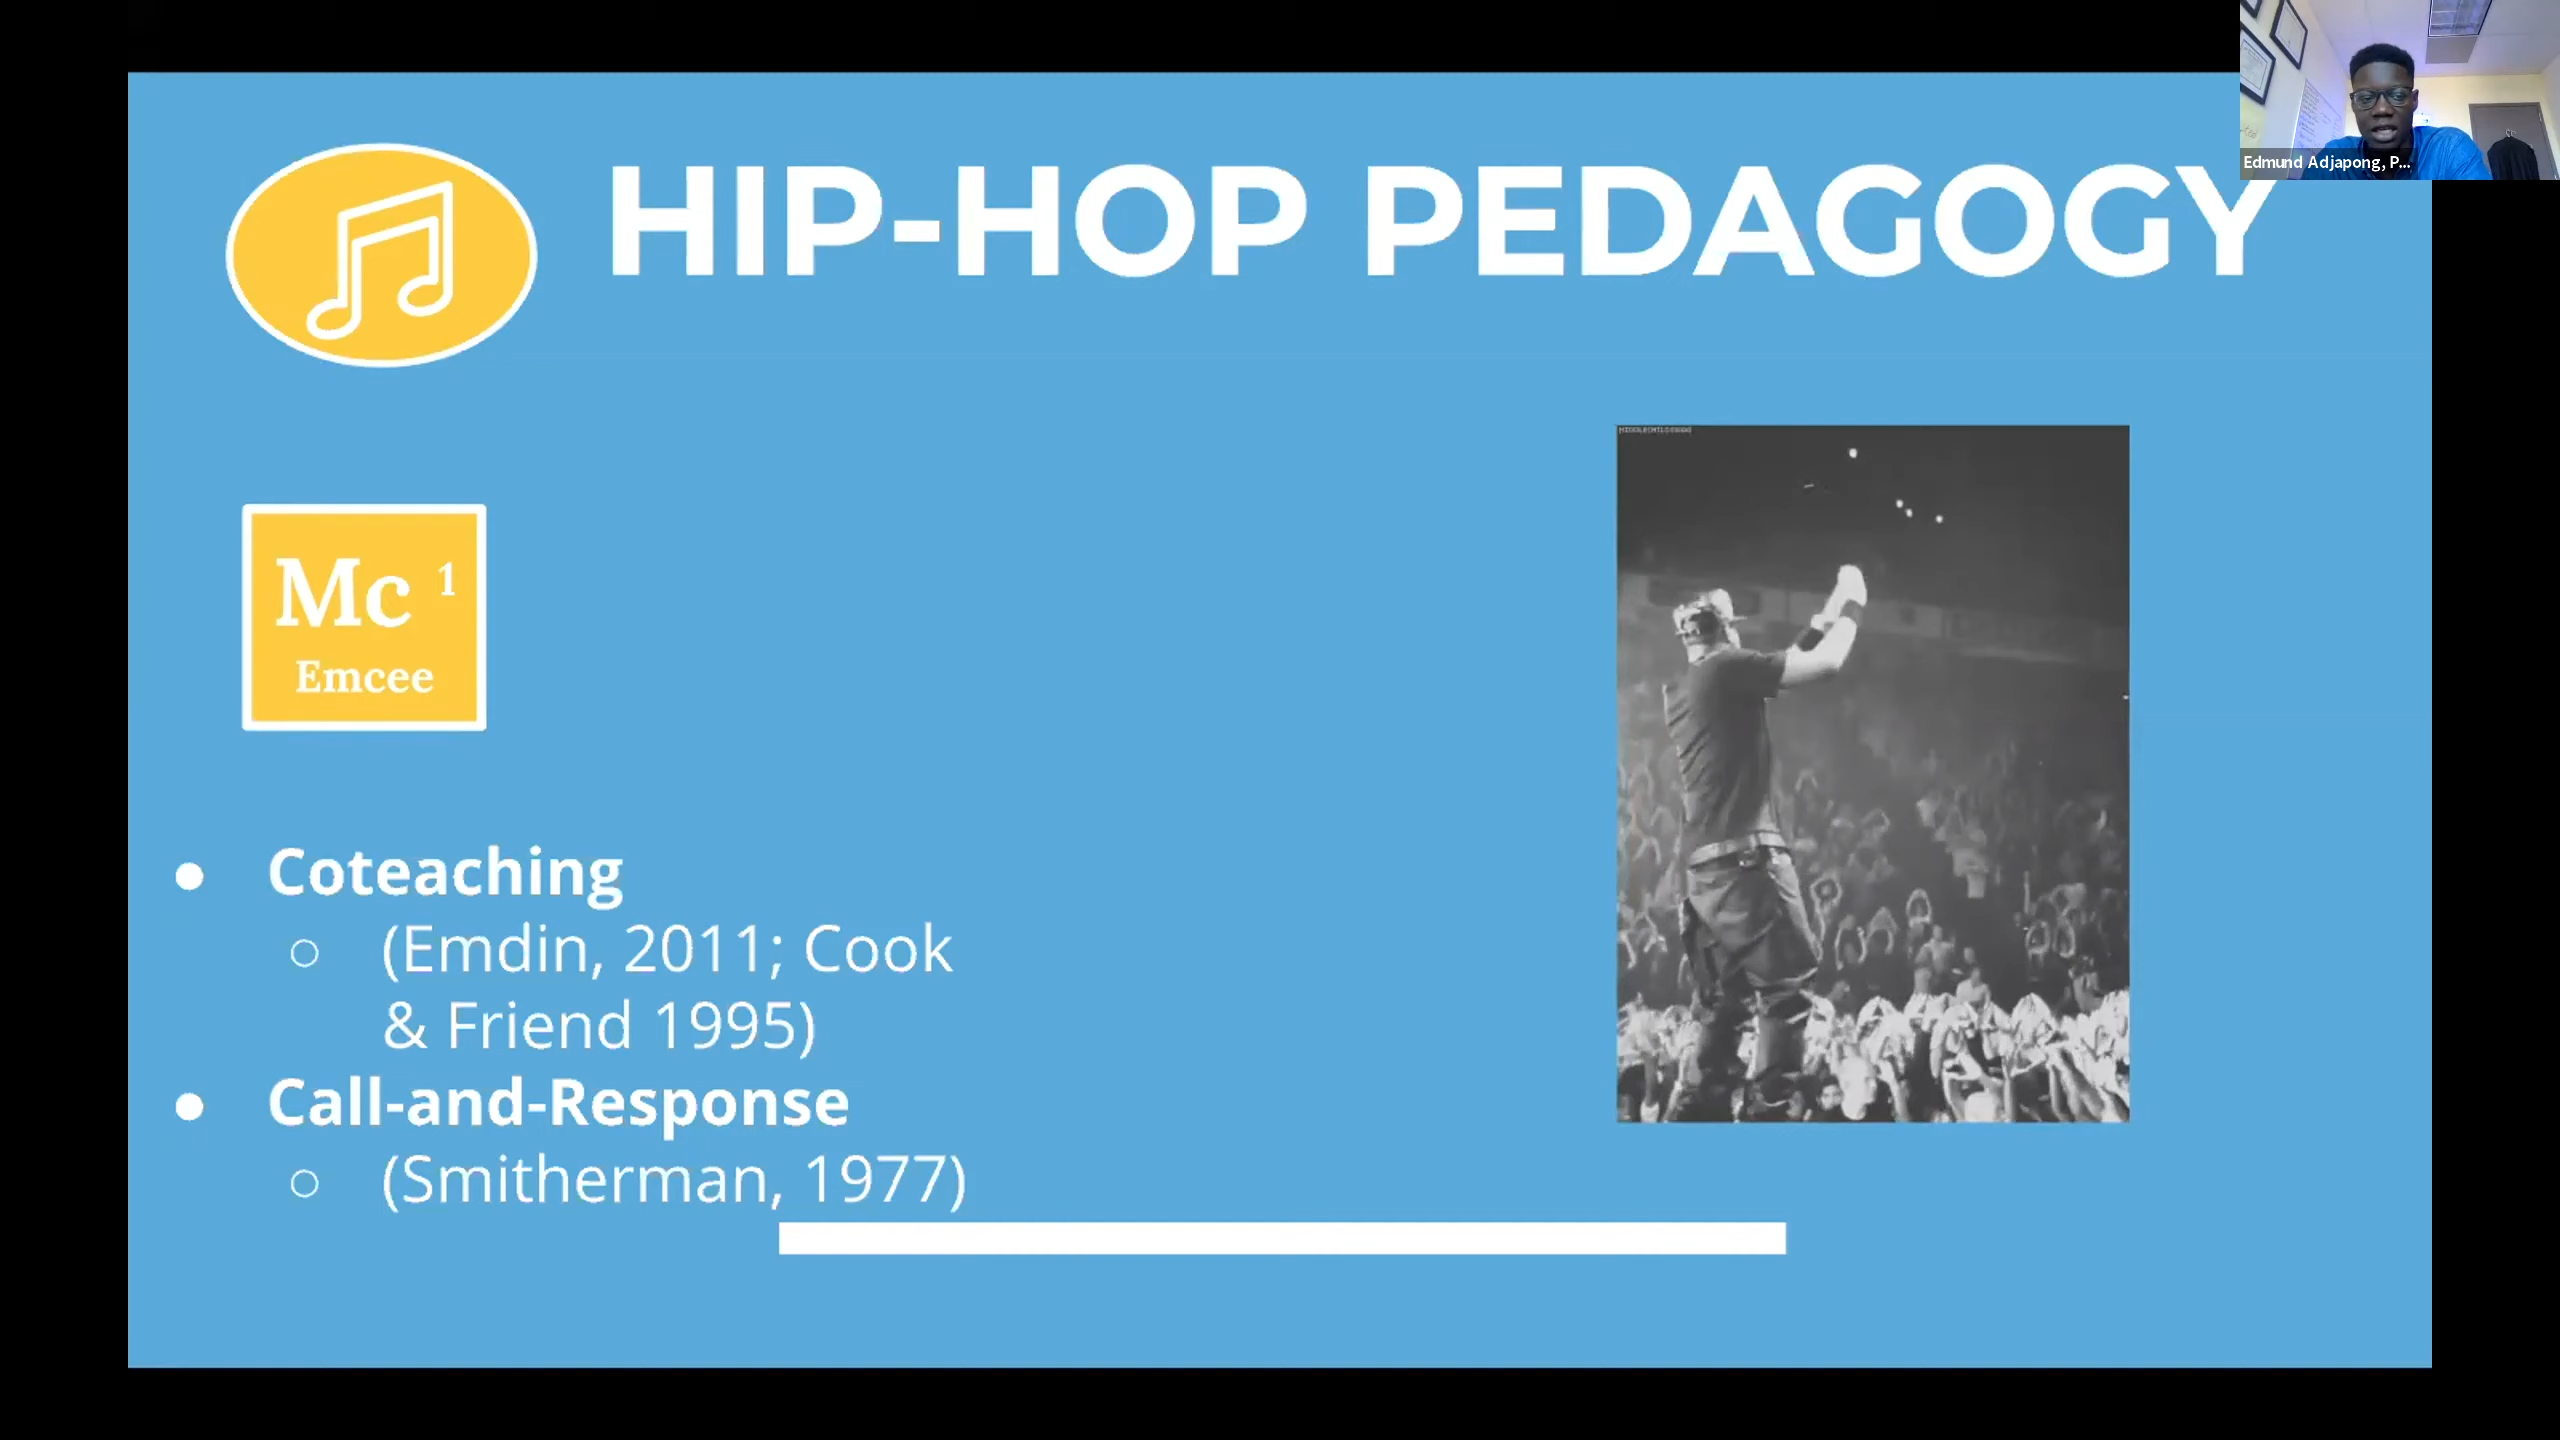 Edmund Adjapong, P...
HIP-HOP PEDAGOGY
Mc 1
Emcee
● Coteaching
○ (Emdin, 2011; Cook
& Friend 1995)
● Call-and-Response
○ (Smitherman, 1977)